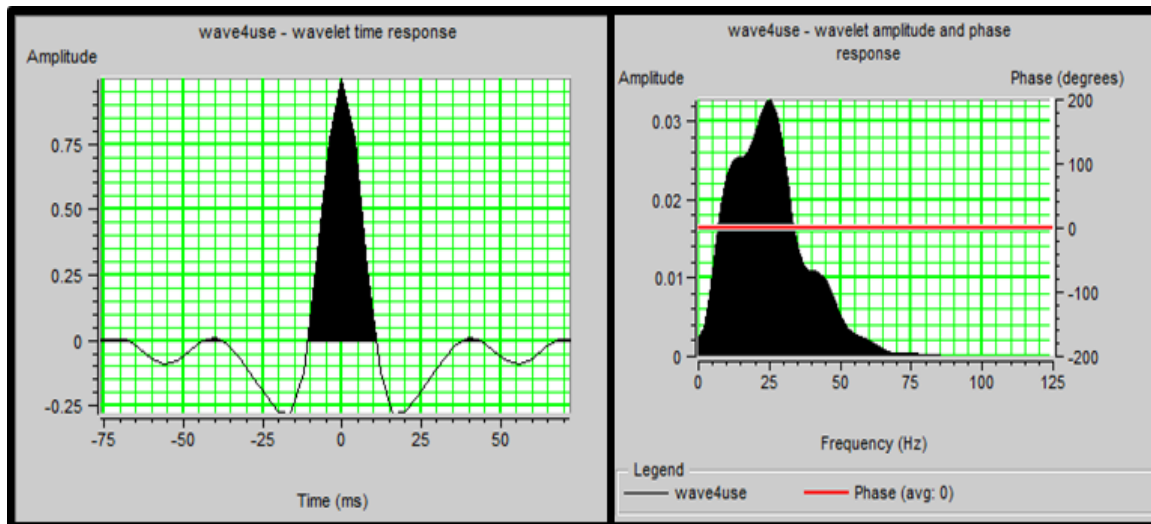 wave4use - wavelet time response
Amplitude
0.75
0.50
0.25
0
-0.25
-75 -50 -25 0 25 50
Time (ms)
wave4use - wavelet amplitude and phase
response
Amplitude Phase (degrees)
0.03
0.02
0.01
0
200
100
0
-100
-200
0 25 50 75 100 125
Frequency (Hz)
Legend
wave4use Phase (avg: 0)